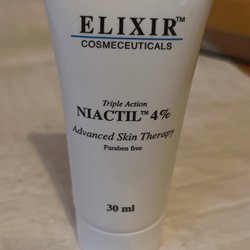 ELIXIR™
COSMECEUTICALS
Triple Action
NIACTIL™ 4%
Advanced Skin Therapy
Paraben free
30 ml